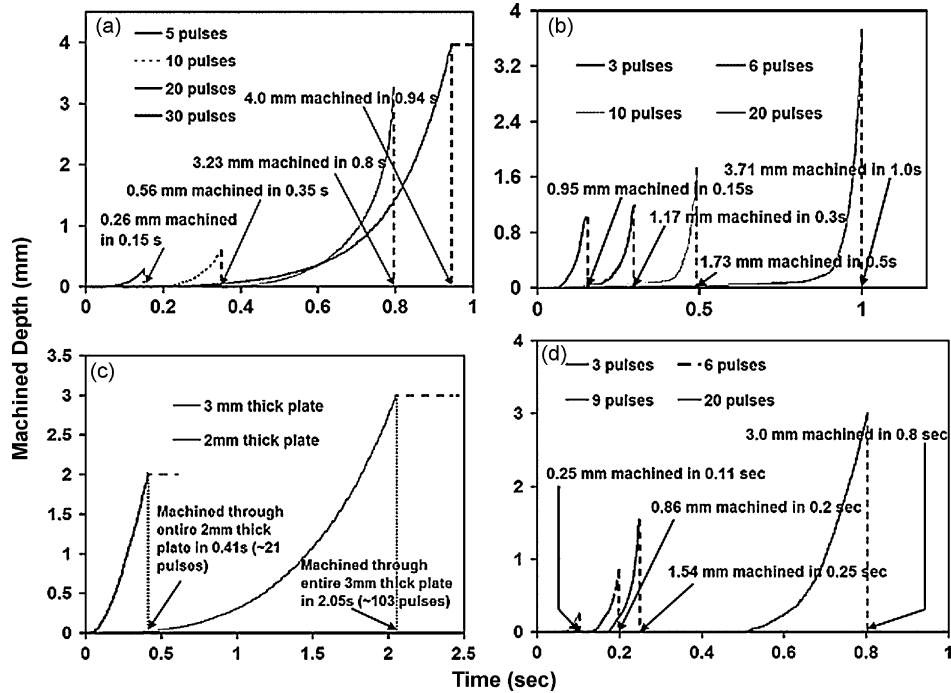 Machined Depth (mm)
(a)
5 pulses
10 pulses
20 pulses
30 pulses
4.0 mm machined in 0.94 s
3.23 mm machined in 0.8 s
0.56 mm machined in 0.35 s
0.26 mm machined
in 0.15 s
4
3
2
1
0
0
0.2
0.4
0.6
0.8
1
(b)
3 pulses
6 pulses
10 pulses
20 pulses
3.71 mm machined in 1.0s
0.95 mm machined in 0.15s
1.17 mm machined in 0.3s
1.73 mm machined in 0.5s
4
3.2
2.4
1.6
0.8
0
0
0.5
1
(c)
3 mm thick plate
2mm thick plate
Machined through
entiro 2mm thick
plato in 0.41s (~21
pulsos)
Machined through
entire 3mm thick plate
in 2.05s (~103 pulses)
3.5
3
2.5
2
1.5
1
0.5
0
0
0.5
1
1.5
2
2.5
(d)
3 pulses
6 pulses
9 pulses
20 pulses
3.0 mm machined in 0.8 sec
0.25 mm machined in 0.11 sec
0.86 mm machined in 0.2 sec
1.54 mm machined in 0.25 sec
4
3
2
1
0
0
0.2
0.4
0.6
0.8
1
Time (sec)